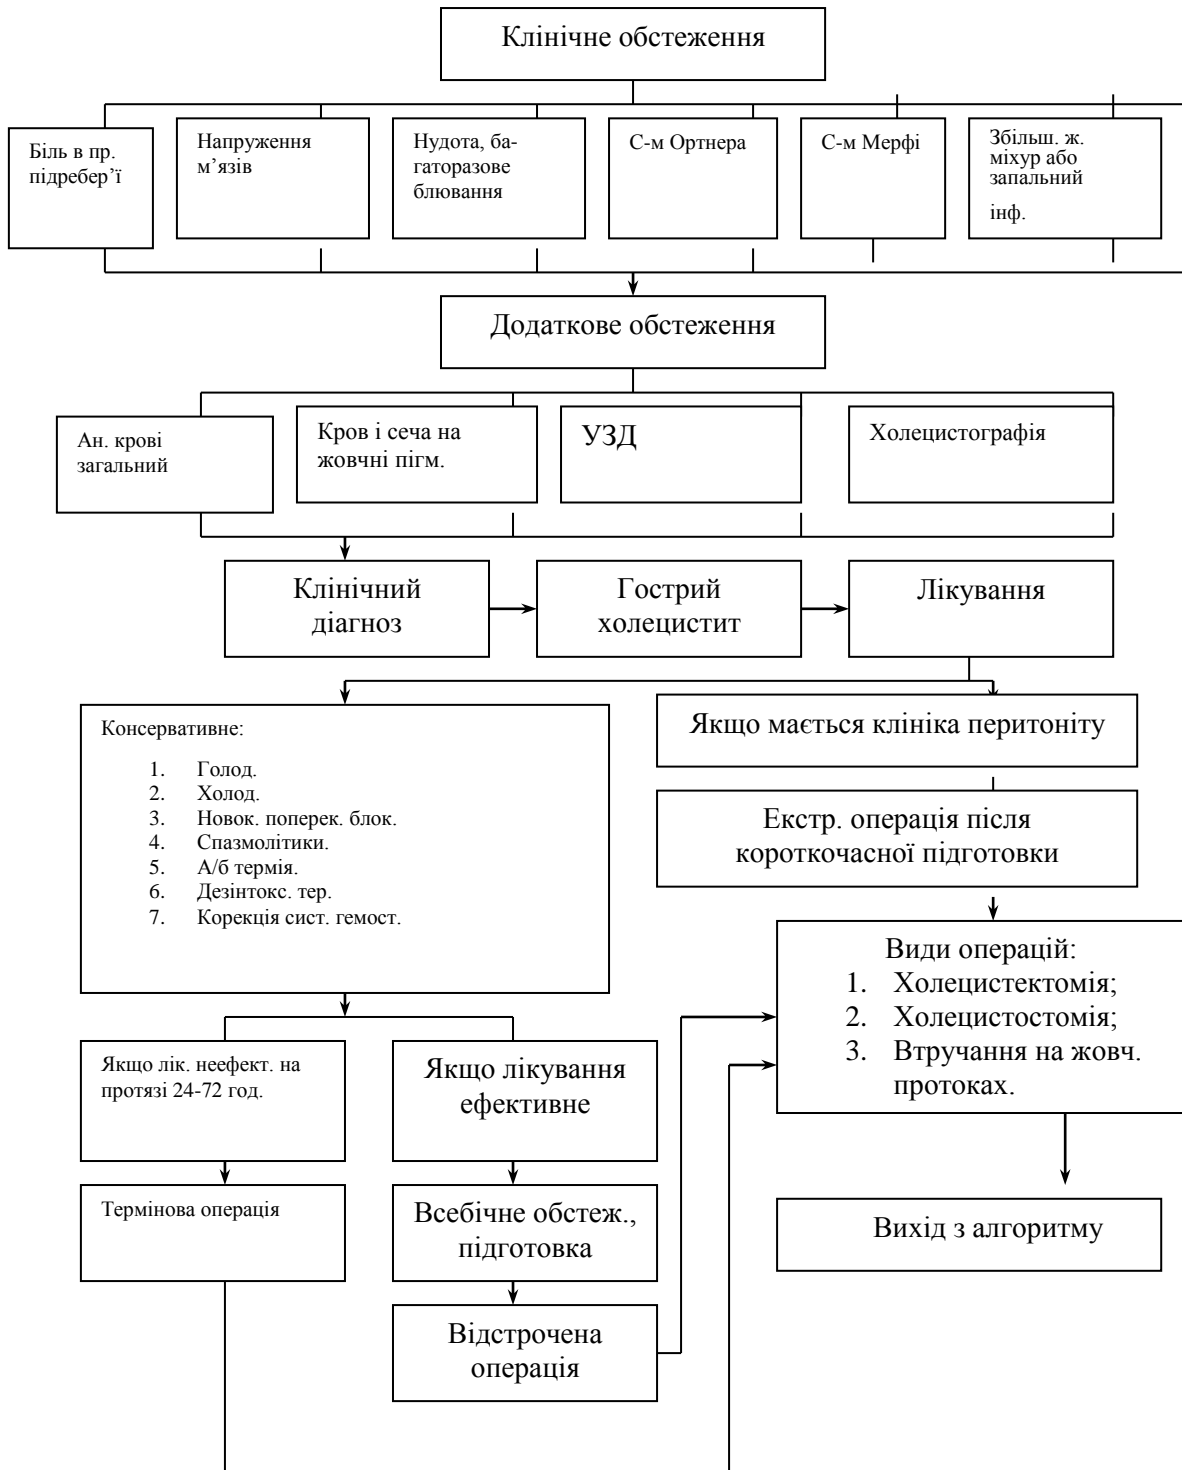 Клінічне обстеження
Біль в пр.
підребер’ї
Напруження
м’язів
Нудота, ба-
гаторазове
блювання
С-м Ортнера
С-м Мерфі
Збільш. ж.
міхур або
запальний
інф.
Додаткове обстеження
Ан. крові
загальний
Кров і сеча на
жовчні пігм.
УЗД
Холецистографія
Клінічний
діагноз
Гострий
холецистит
Лікування
Консервативне:
1. Голод.
2. Холод.
3. Новок. поперек. блок.
4. Спазмолітики.
5. А/б термія.
6. Дезінтокс. тер.
7. Корекція сист. гемост.
Якщо мається клініка перитоніту
Екстр. операція після
короткочасної підготовки
Види операцій:
1. Холецистектомія;
2. Холецистостомія;
3. Втручання на жовч.
протоках.
Якщо лік. неефект. на
протязі 24-72 год.
Якщо лікування
ефективне
Термінова операція
Всебічне обстеж.,
підготовка
Вихід з алгоритму
Відстрочена
операція